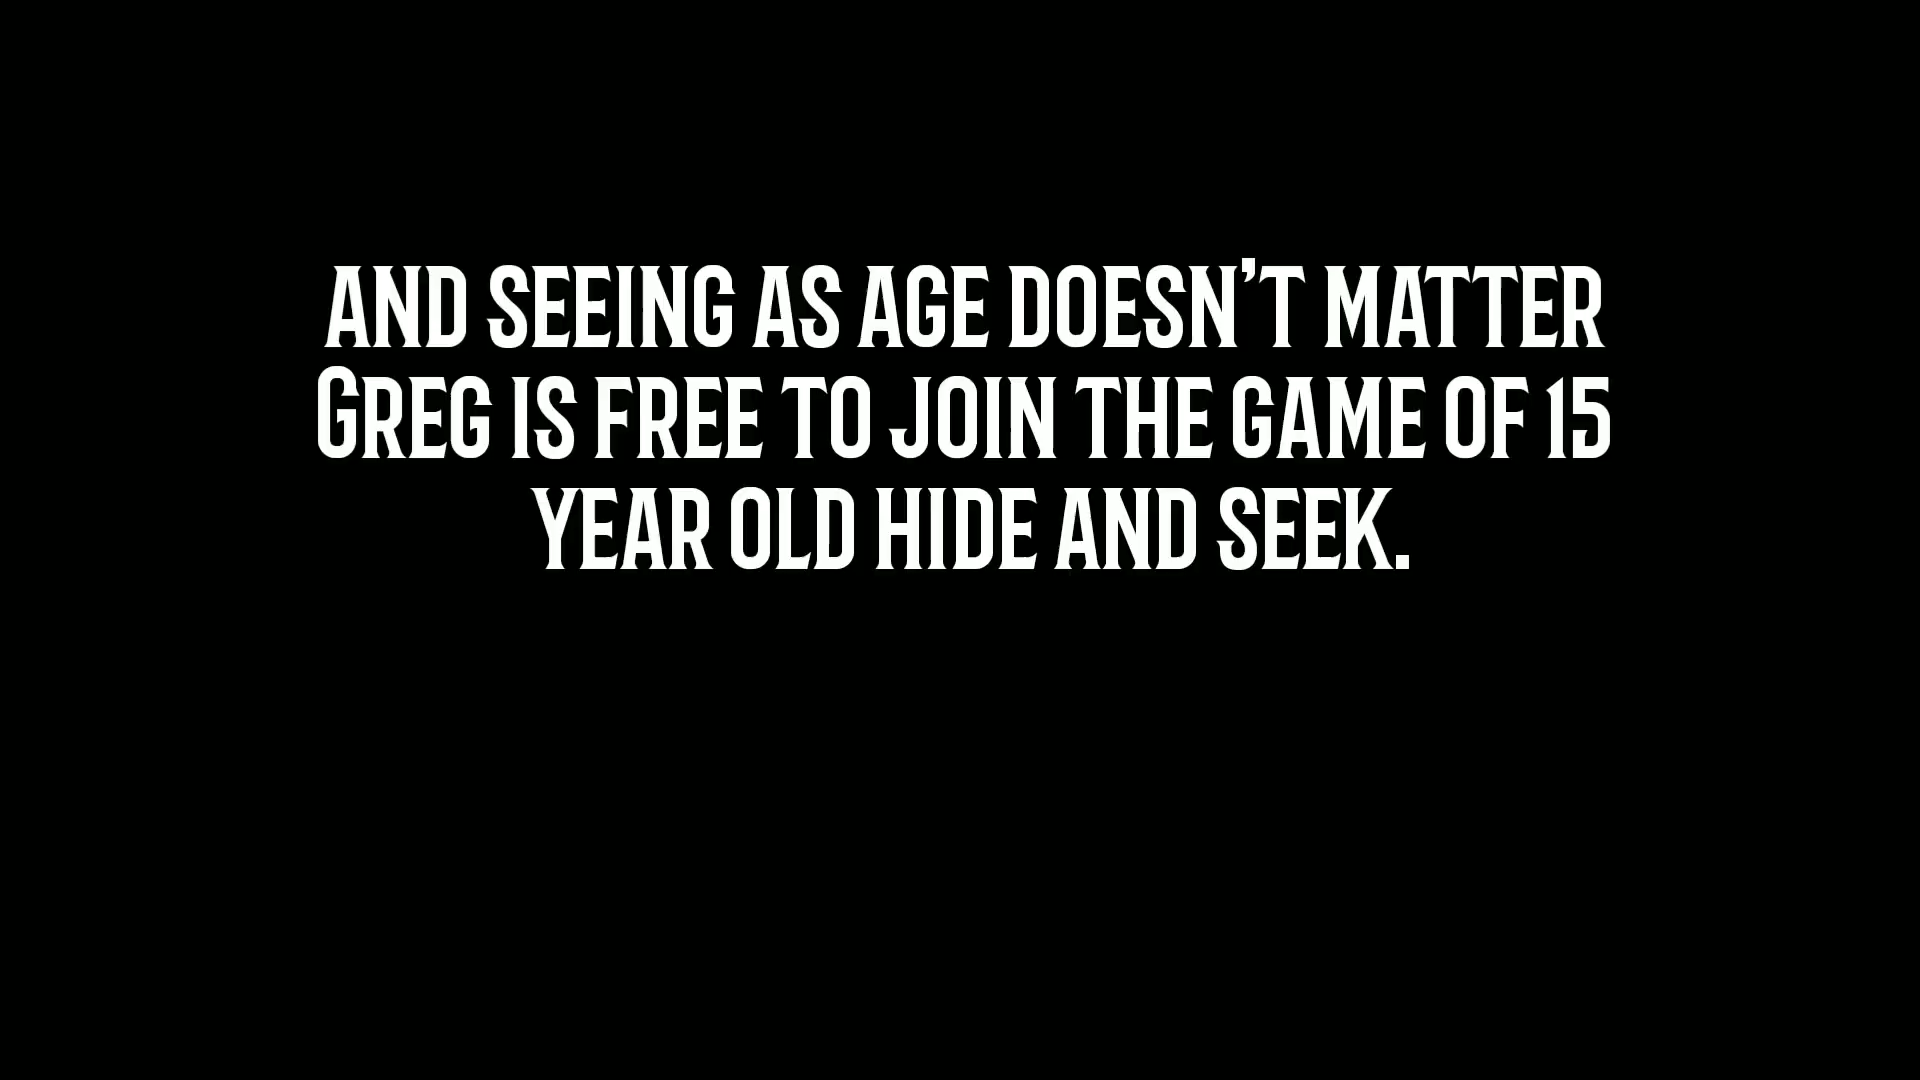 AND SEEING AS AGE DOESN'T MATTER
GREG IS FREE TO JOIN THE GAME OF 15
YEAR OLD HIDE AND SEEK.